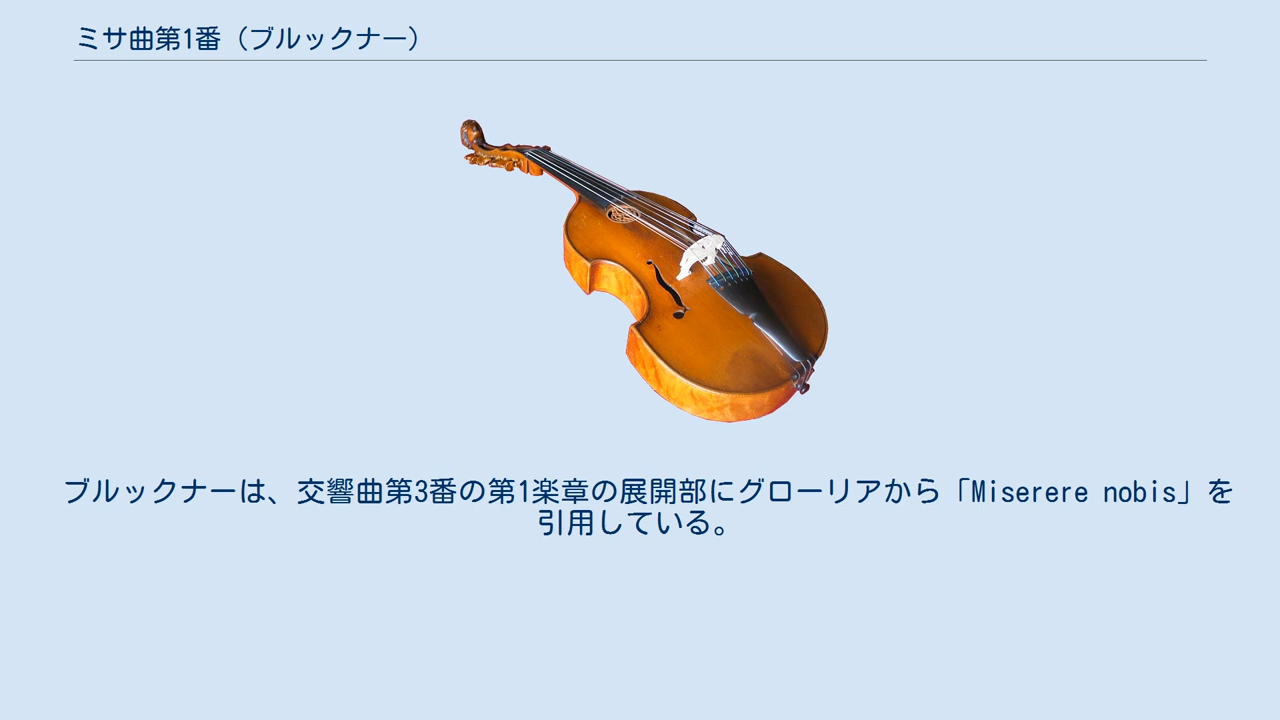 ミサ曲第1番（ブルックナー）
ブルックナーは、交響曲第3番の第1楽章の展開部にグローリアから「Miserere nobis」を
引用している。